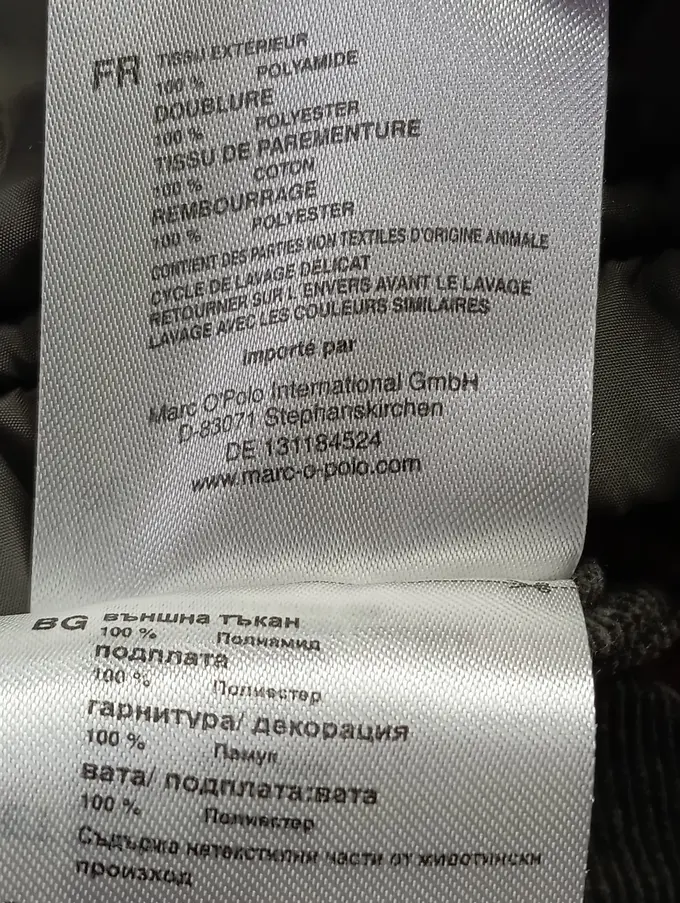 FR TISSU EXTERIEUR
100 % POLYAMIDE
DOUBLURE
100 % POLYESTER
TISSU DE PAREMENTURE
100 % COTON
REMBOURRAGE
100 % POLYESTER
CONTIENT DES PARTIES NON TEXTILES D'ORIGINE ANIMALE
CYCLE DE LAVAGE DÉLICAT
RETOURNER SUR L'ENVERS AVANT LE LAVAGE
LAVAGE AVEC LES COULEURS SIMILAIRES
importé par
Marc O'Polo International GmbH
D-83071 Stephanskirchen
DE 131184524
www.marc-o-polo.com
BG външна тъкан
100 % Полиамид
подплата
100 % Полиестер
гарнитура/ декорация
100 % Памук
вата/ подплата:вата
100 % Полиестер
Съдържа нетекстилни части от животински
произход